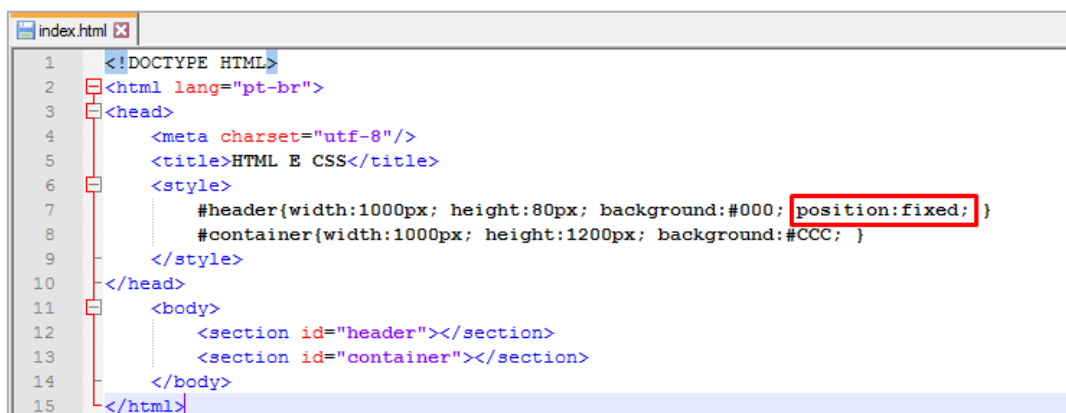 index.html
1 <!DOCTYPE HTML>
2 <html lang="pt-br">
3 <head>
4 <meta charset="utf-8"/>
5 <title>HTML E CSS</title>
6 <style>
7 #header{width:1000px; height:80px; background:#000; position:fixed; }
8 #container{width:1000px; height:1200px; background:#CCC; }
9 </style>
10 </head>
11 <body>
12 <section id="header"></section>
13 <section id="container"></section>
14 </body>
15 </html>